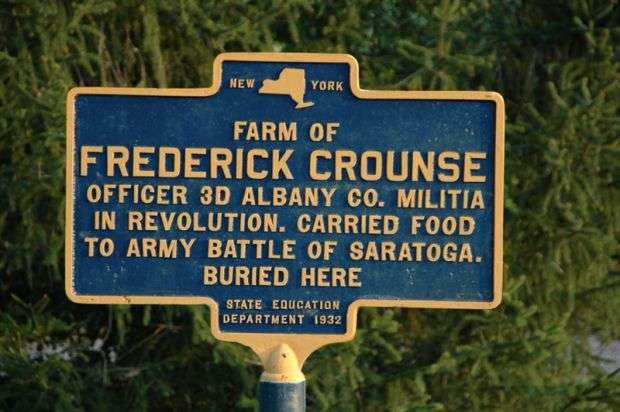 NEW YORK
FARM OF
FREDERICK CROUNSE
OFFICER 3D ALBANY CO. MILITIA
IN REVOLUTION. CARRIED FOOD
TO ARMY BATTLE OF SARATOGA.
BURIED HERE
STATE EDUCATION
DEPARTMENT 1932